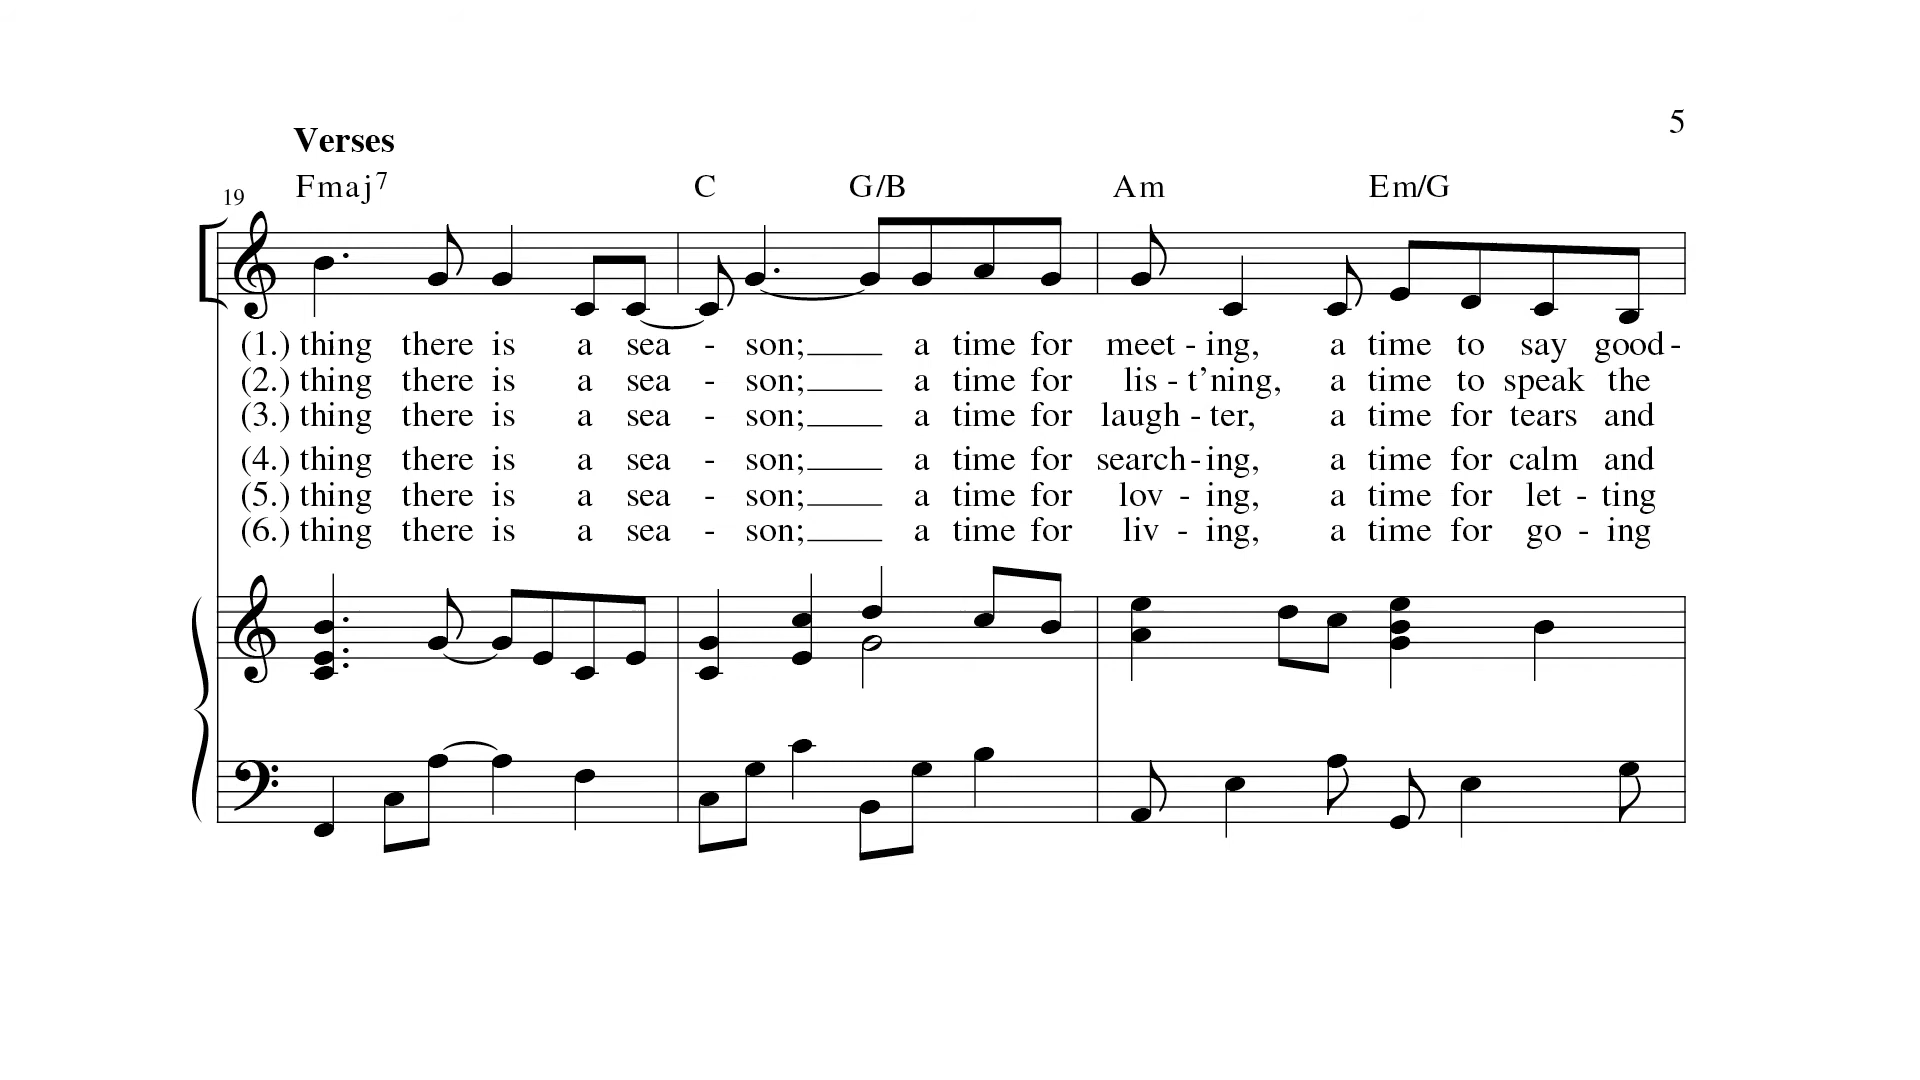 5
Verses
19 Fmaj7 C G/B Am Em/G
(1.) thing there is a sea - son; a time for meet - ing, a time to say good -
(2.) thing there is a sea - son; a time for lis - t’ning, a time to speak the
(3.) thing there is a sea - son; a time for laugh - ter, a time for tears and
(4.) thing there is a sea - son; a time for search - ing, a time for calm and
(5.) thing there is a sea - son; a time for lov - ing, a time for let - ting
(6.) thing there is a sea - son; a time for liv - ing, a time for go - ing